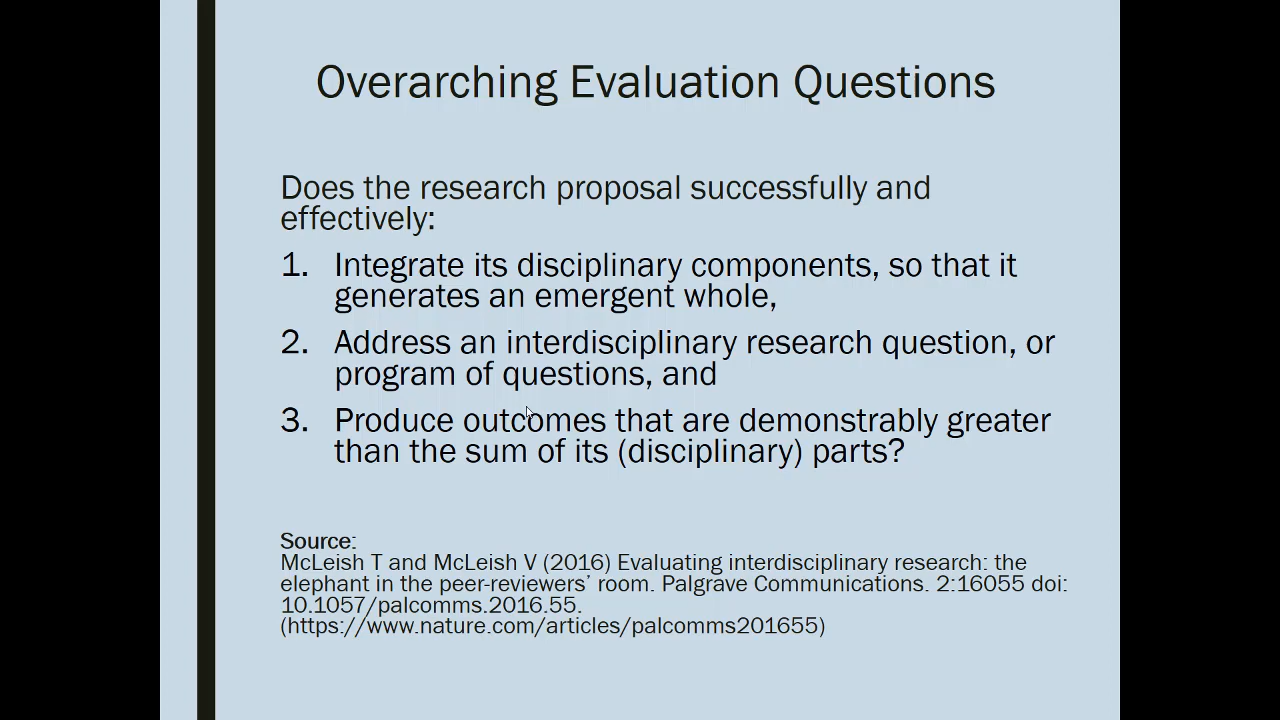 Overarching Evaluation Questions
Does the research proposal successfully and
effectively:
1. Integrate its disciplinary components, so that it
generates an emergent whole,
2. Address an interdisciplinary research question, or
program of questions, and
3. Produce outcomes that are demonstrably greater
than the sum of its (disciplinary) parts?
Source:
McLeish T and McLeish V (2016) Evaluating interdisciplinary research: the
elephant in the peer-reviewers’ room. Palgrave Communications. 2:16055 doi:
10.1057/palcomms.2016.55.
(https://www.nature.com/articles/palcomms201655)